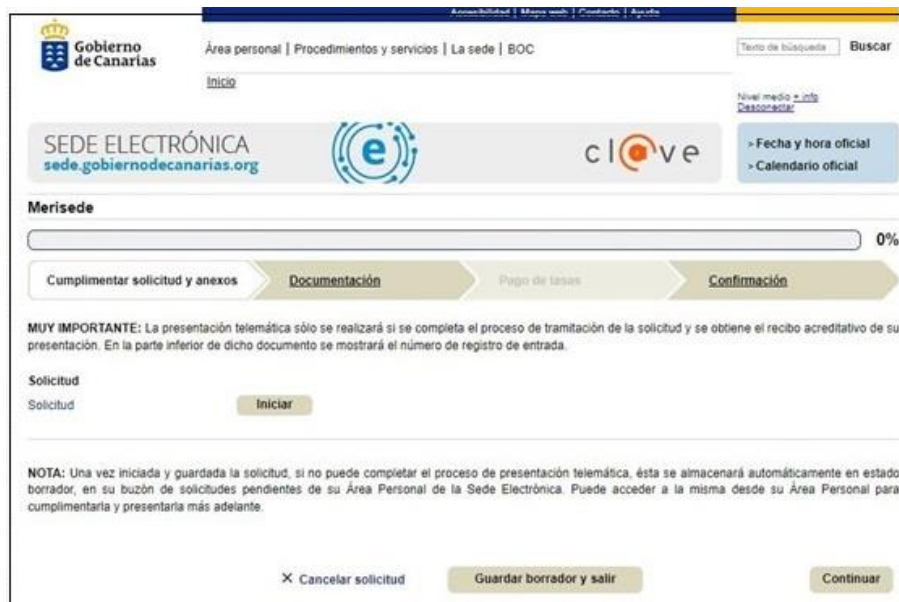 Accesibilidad | Mapa web | Contacto | Ayuda
Gobierno
de Canarias
Área personal | Procedimientos y servicios | La sede | BOC
Texto de búsqueda Buscar
Inicio
Nivel medio + info
Desconectar
SEDE ELECTRÓNICA
sede.gobiernodecanarias.org
e
cl@ve
> Fecha y hora oficial
> Calendario oficial
Merisede
0%
Cumplimentar solicitud y anexos Documentación Pago de tasas Confirmación
MUY IMPORTANTE: La presentación telemática sólo se realizará si se completa el proceso de tramitación de la solicitud y se obtiene el recibo acreditativo de su
presentación. En la parte inferior de dicho documento se mostrará el número de registro de entrada.
Solicitud
Solicitud Iniciar
NOTA: Una vez iniciada y guardada la solicitud, si no puede completar el proceso de presentación telemática, ésta se almacenará automáticamente en estado
borrador, en su buzón de solicitudes pendientes de su Área Personal de la Sede Electrónica. Puede acceder a la misma desde su Área Personal para
cumplimentarla y presentarla más adelante.
X Cancelar solicitud Guardar borrador y salir Continuar